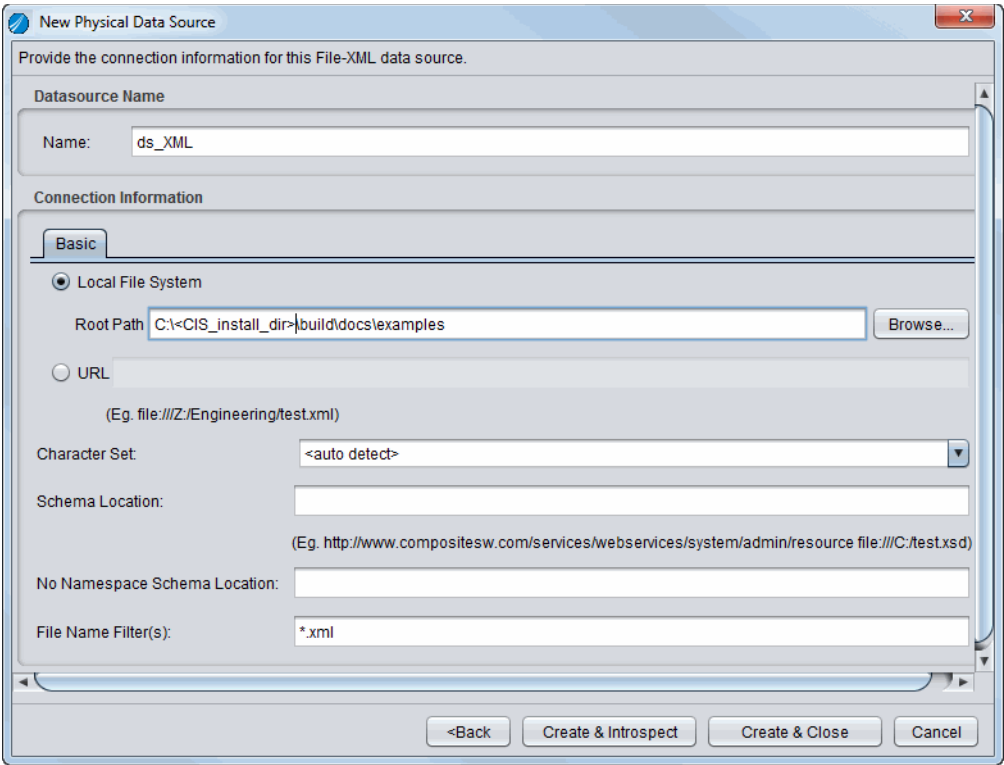 New Physical Data Source
Provide the connection information for this File-XML data source.
Datasource Name
Name: ds_XML
Connection Information
Basic
Local File System
Root Path C:\<CIS_install_dir>\build\docs\examples Browse...
URL
(Eg. file:///Z:/Engineering/test.xml)
Character Set: <auto detect>
Schema Location:
(Eg. http://www.compositesw.com/services/webservices/system/admin/resource file:///C:/test.xsd)
No Namespace Schema Location:
File Name Filter(s): *.xml
<Back Create & Introspect Create & Close Cancel